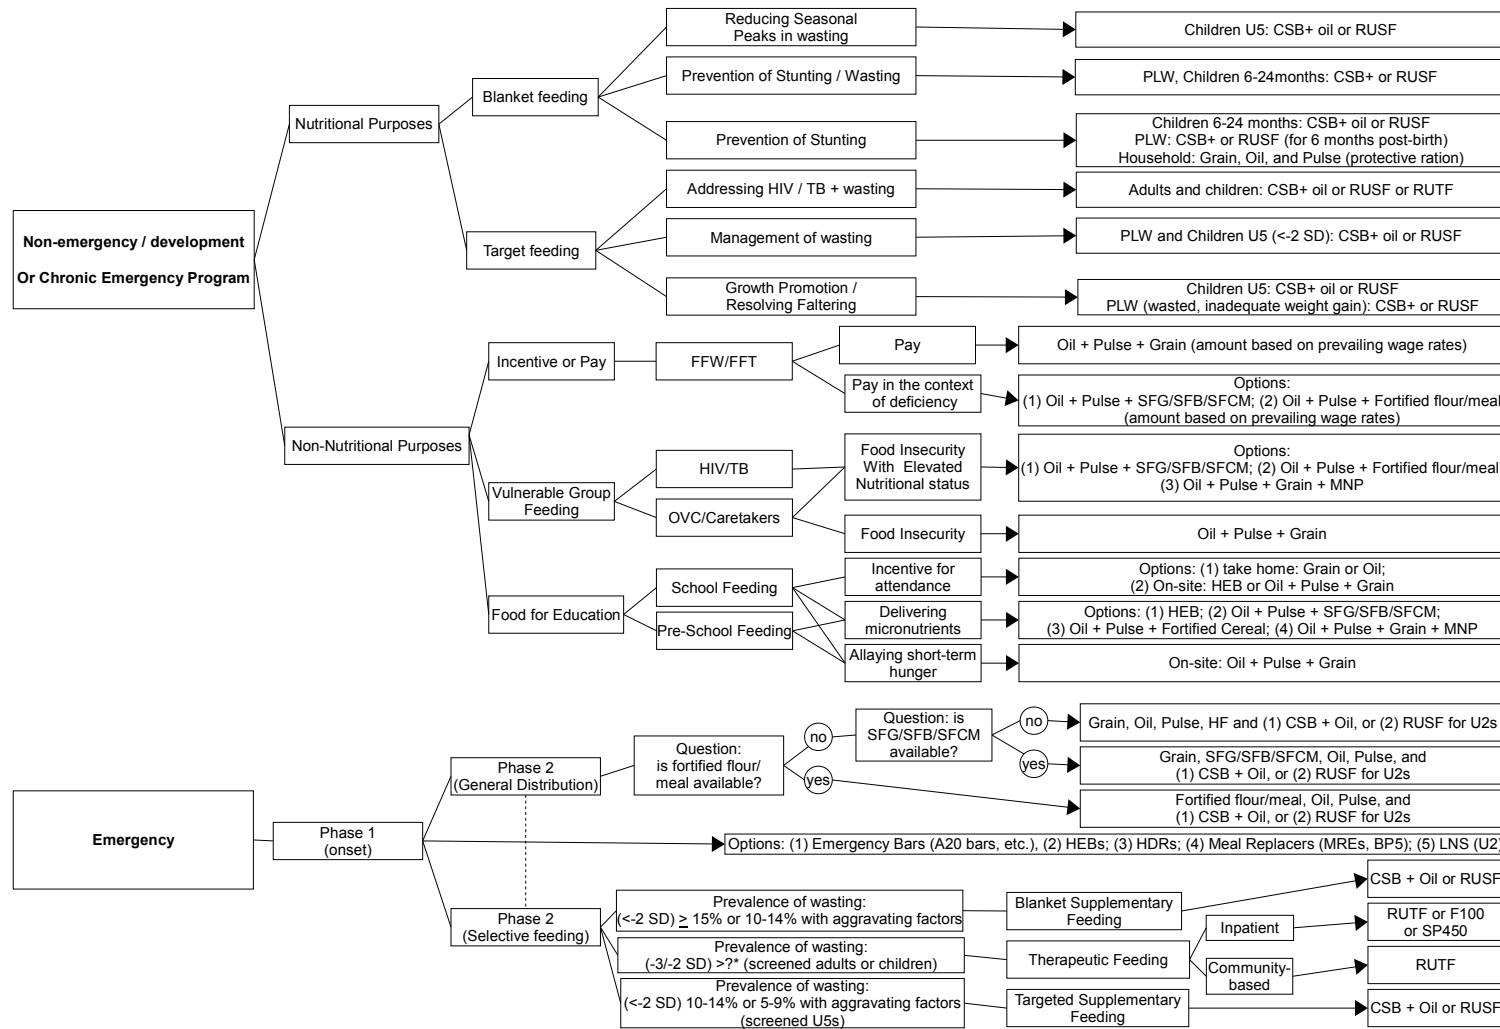 Non-emergency / development
Or Chronic Emergency Program
Nutritional Purposes
Blanket feeding
Reducing Seasonal
Peaks in wasting
Children U5: CSB+ oil or RUSF
Prevention of Stunting / Wasting
PLW, Children 6-24months: CSB+ or RUSF
Prevention of Stunting
Children 6-24 months: CSB+ oil or RUSF
PLW: CSB+ or RUSF (for 6 months post-birth)
Household: Grain, Oil, and Pulse (protective ration)
Target feeding
Addressing HIV / TB + wasting
Adults and children: CSB+ oil or RUSF or RUTF
Management of wasting
PLW and Children U5 (<-2 SD): CSB+ oil or RUSF
Growth Promotion /
Resolving Faltering
Children U5: CSB+ oil or RUSF
PLW (wasted, inadequate weight gain): CSB+ or RUSF
Non-Nutritional Purposes
Incentive or Pay
FFW/FFT
Pay
Oil + Pulse + Grain (amount based on prevailing wage rates)
Pay in the context
of deficiency
Options:
(1) Oil + Pulse + SFG/SFB/SFCM; (2) Oil + Pulse + Fortified flour/meal
(amount based on prevailing wage rates)
Vulnerable Group
Feeding
HIV/TB
OVC/Caretakers
Food Insecurity
With Elevated
Nutritional status
Options:
(1) Oil + Pulse + SFG/SFB/SFCM; (2) Oil + Pulse + Fortified flour/meal
(3) Oil + Pulse + Grain + MNP
Food Insecurity
Oil + Pulse + Grain
Food for Education
School Feeding
Pre-School Feeding
Incentive for
attendance
Options: (1) take home: Grain or Oil;
(2) On-site: HEB or Oil + Pulse + Grain
Delivering
micronutrients
Options: (1) HEB; (2) Oil + Pulse + SFG/SFB/SFCM;
(3) Oil + Pulse + Fortified Cereal; (4) Oil + Pulse + Grain + MNP
Allaying short-term
hunger
On-site: Oil + Pulse + Grain
Emergency
Phase 1
(onset)
Phase 2
(General Distribution)
Question:
is fortified flour/
meal available?
no
yes
Question: is
SFG/SFB/SFCM
available?
no
yes
Grain, Oil, Pulse, HF and (1) CSB + Oil, or (2) RUSF for U2s
Grain, SFG/SFB/SFCM, Oil, Pulse, and
(1) CSB + Oil, or (2) RUSF for U2s
Fortified flour/meal, Oil, Pulse, and
(1) CSB + Oil, or (2) RUSF for U2s
Options: (1) Emergency Bars (A20 bars, etc.), (2) HEBs; (3) HDRs; (4) Meal Replacers (MREs, BP5); (5) LNS (U2)
Phase 2
(Selective feeding)
Prevalence of wasting:
(<-2 SD) ≥ 15% or 10-14% with aggravating factors
Blanket Supplementary
Feeding
CSB + Oil or RUSF
Prevalence of wasting:
(-3/-2 SD) >?* (screened adults or children)
Therapeutic Feeding
Inpatient
RUTF or F100
or SP450
Community-
based
RUTF
Prevalence of wasting:
(<-2 SD) 10-14% or 5-9% with aggravating factors
(screened U5s)
Targeted Supplementary
Feeding
CSB + Oil or RUSF